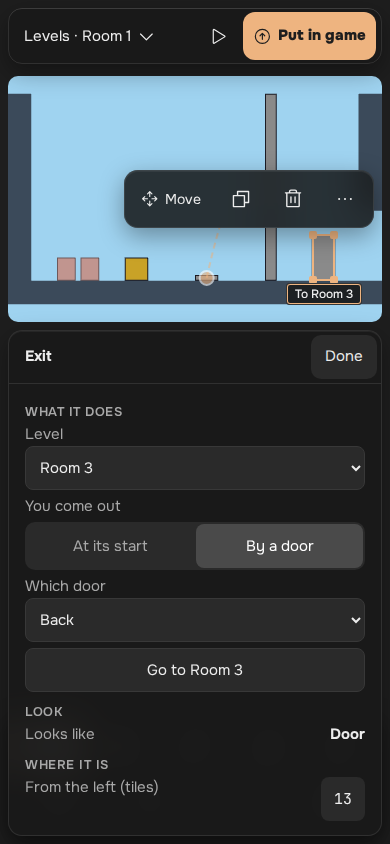 Levels · Room 1
Put in game
Move
To Room 3
Exit
Done
WHAT IT DOES
Level
Room 3
You come out
At its start
By a door
Which door
Back
Go to Room 3
LOOK
Looks like
Door
WHERE IT IS
From the left (tiles)
13